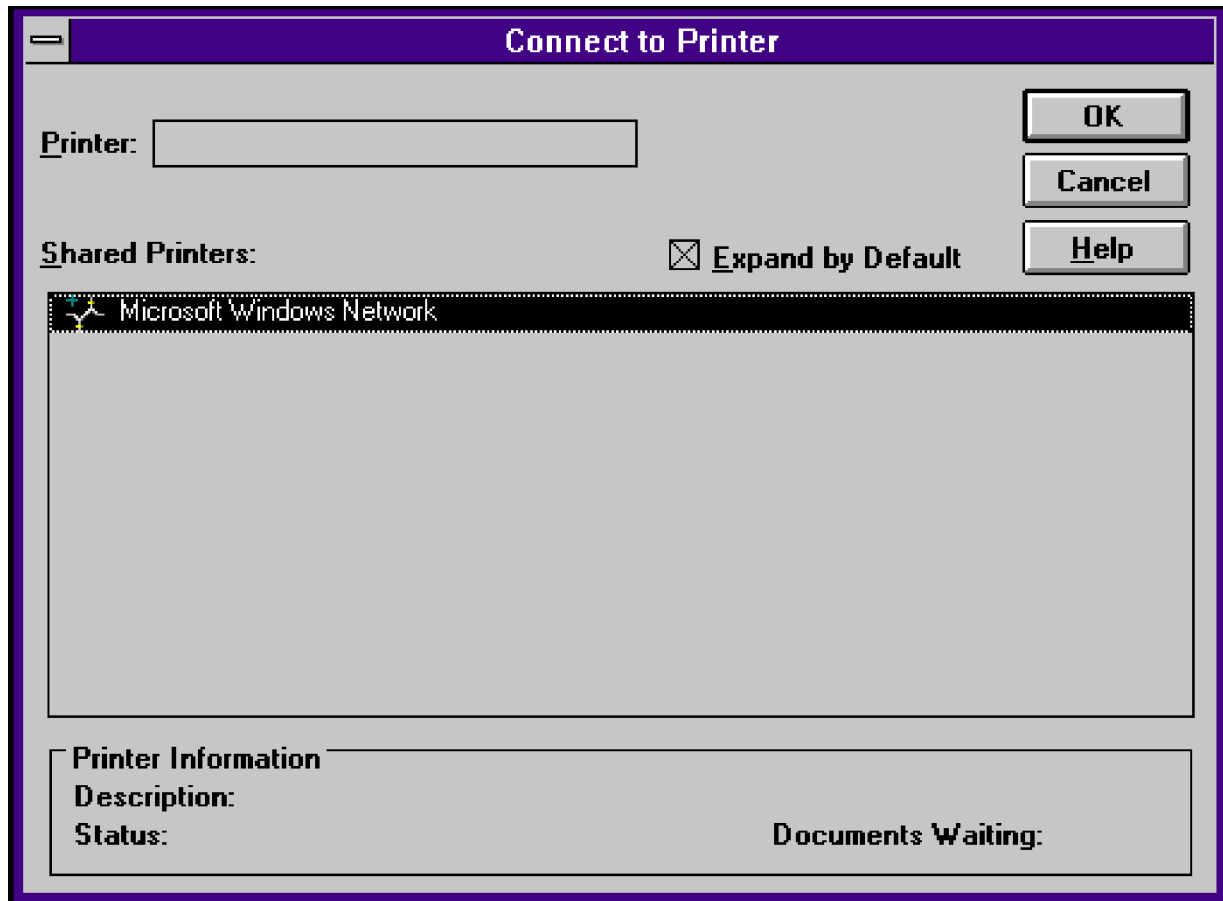 Connect to Printer
Printer:
OK
Cancel
Shared Printers:
Expand by Default
Help
Microsoft Windows Network
Printer Information
Description:
Status:
Documents Waiting: